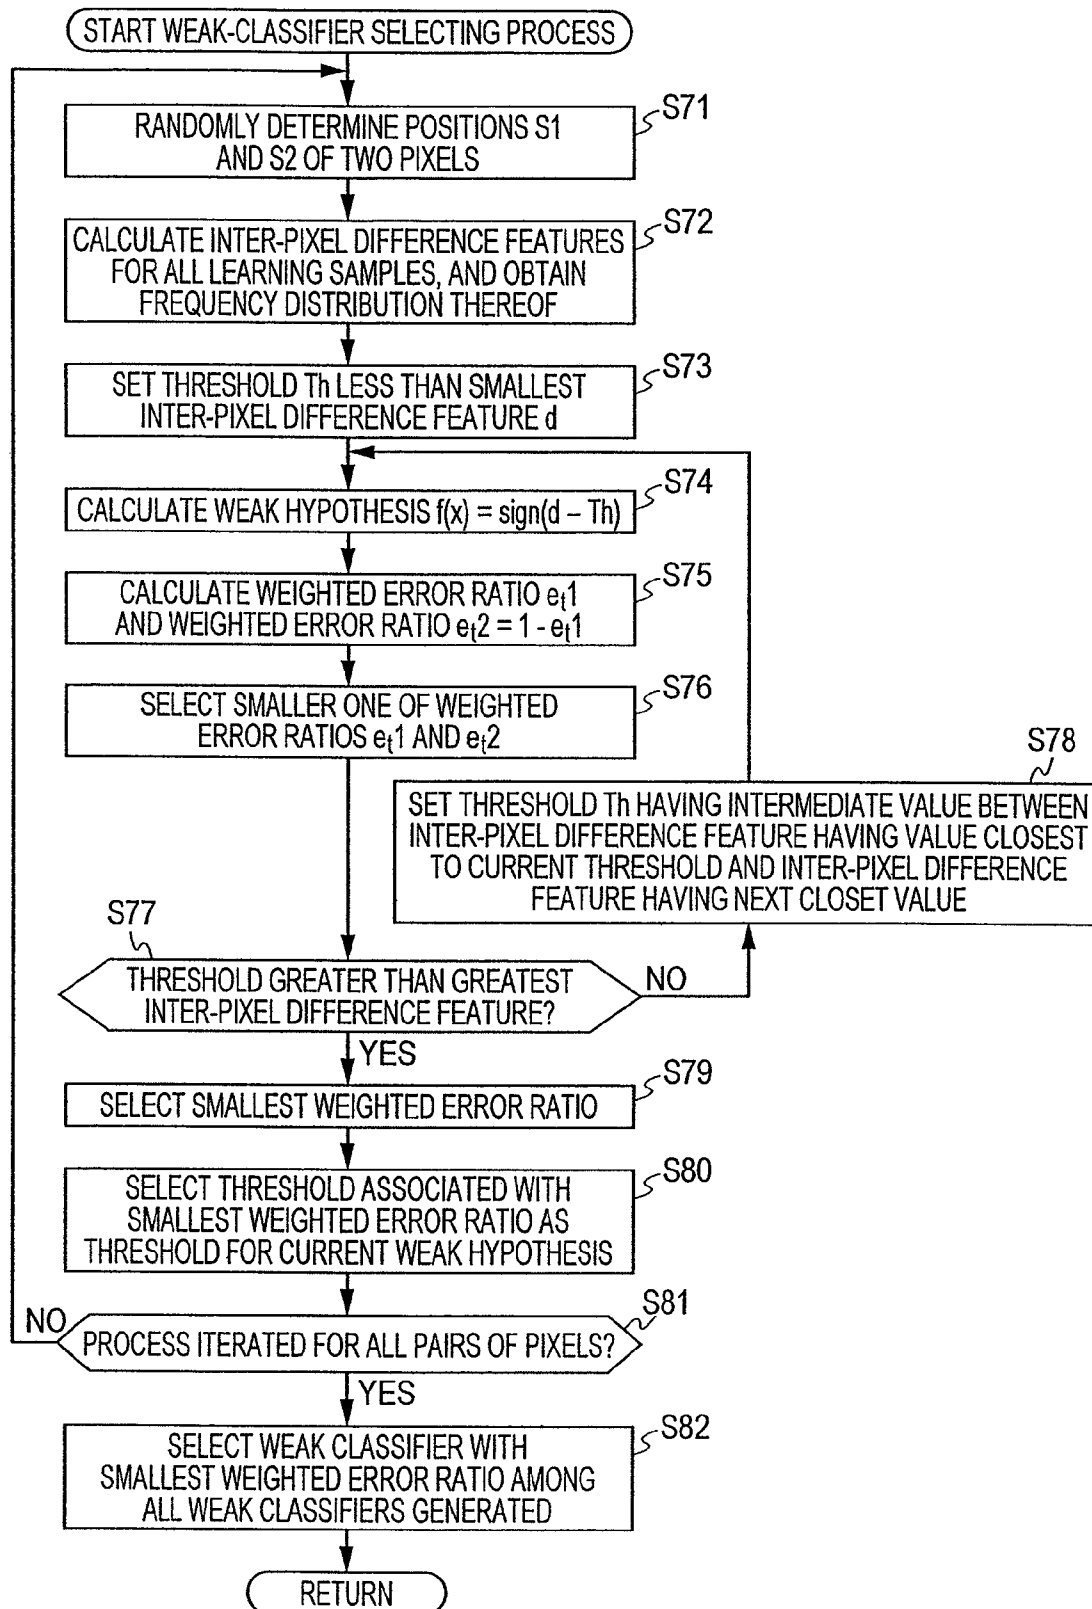 START WEAK-CLASSIFIER SELECTING PROCESS
S71
RANDOMLY DETERMINE POSITIONS S1
AND S2 OF TWO PIXELS
S72
CALCULATE INTER-PIXEL DIFFERENCE FEATURES
FOR ALL LEARNING SAMPLES, AND OBTAIN
FREQUENCY DISTRIBUTION THEREOF
S73
SET THRESHOLD Th LESS THAN SMALLEST
INTER-PIXEL DIFFERENCE FEATURE d
S74
CALCULATE WEAK HYPOTHESIS f(x) = sign(d – Th)
S75
CALCULATE WEIGHTED ERROR RATIO et1
AND WEIGHTED ERROR RATIO et2 = 1 - et1
S76
SELECT SMALLER ONE OF WEIGHTED
ERROR RATIOS et1 AND et2
S78
SET THRESHOLD Th HAVING INTERMEDIATE VALUE BETWEEN
INTER-PIXEL DIFFERENCE FEATURE HAVING VALUE CLOSEST
TO CURRENT THRESHOLD AND INTER-PIXEL DIFFERENCE
FEATURE HAVING NEXT CLOSET VALUE
S77
THRESHOLD GREATER THAN GREATEST
INTER-PIXEL DIFFERENCE FEATURE?
NO
YES
S79
SELECT SMALLEST WEIGHTED ERROR RATIO
S80
SELECT THRESHOLD ASSOCIATED WITH
SMALLEST WEIGHTED ERROR RATIO AS
THRESHOLD FOR CURRENT WEAK HYPOTHESIS
S81
NO
PROCESS ITERATED FOR ALL PAIRS OF PIXELS?
YES
S82
SELECT WEAK CLASSIFIER WITH
SMALLEST WEIGHTED ERROR RATIO AMONG
ALL WEAK CLASSIFIERS GENERATED
RETURN